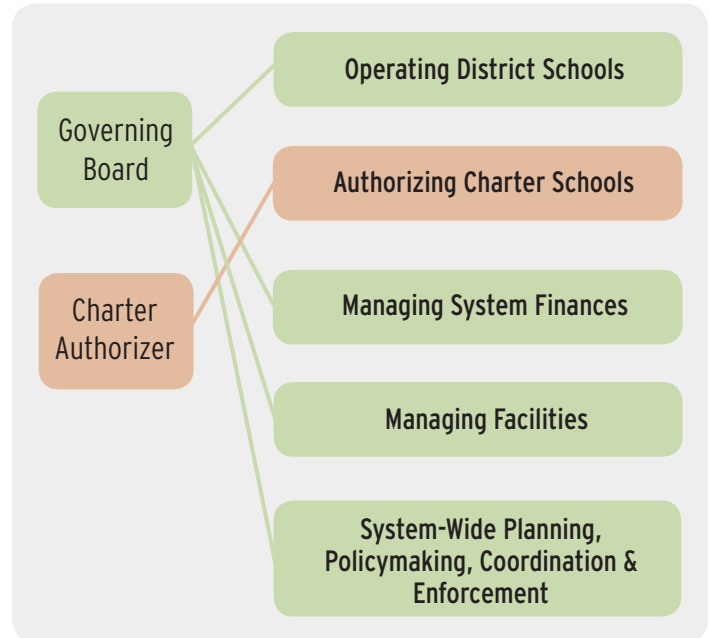 Operating District Schools
Governing
Board
Authorizing Charter Schools
Managing System Finances
Charter
Authorizer
Managing Facilities
System-Wide Planning,
Policymaking, Coordination &
Enforcement